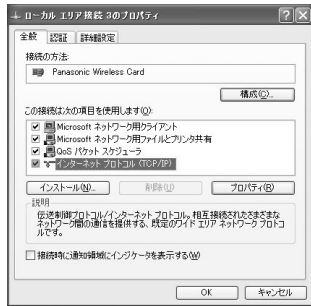 ローカル エリア接続 3のプロパティ
全般 認証 詳細設定
接続の方法:
Panasonic Wireless Card
構成(C)...
この接続は次の項目を使用します(O):
Microsoft ネットワーク用クライアント
Microsoft ネットワーク用ファイルとプリンタ共有
QoS パケット スケジューラ
インターネット プロトコル (TCP/IP)
インストール(N)... 削除(U) プロパティ(R)
説明
伝送制御プロトコル/インターネット プロトコル。相互接続されたさまざまな
ネットワーク間の通信を提供する、既定のワイド エリア ネットワーク プロトコ
ルです。
接続時に通知領域にインジケータを表示する(W)
OK キャンセル